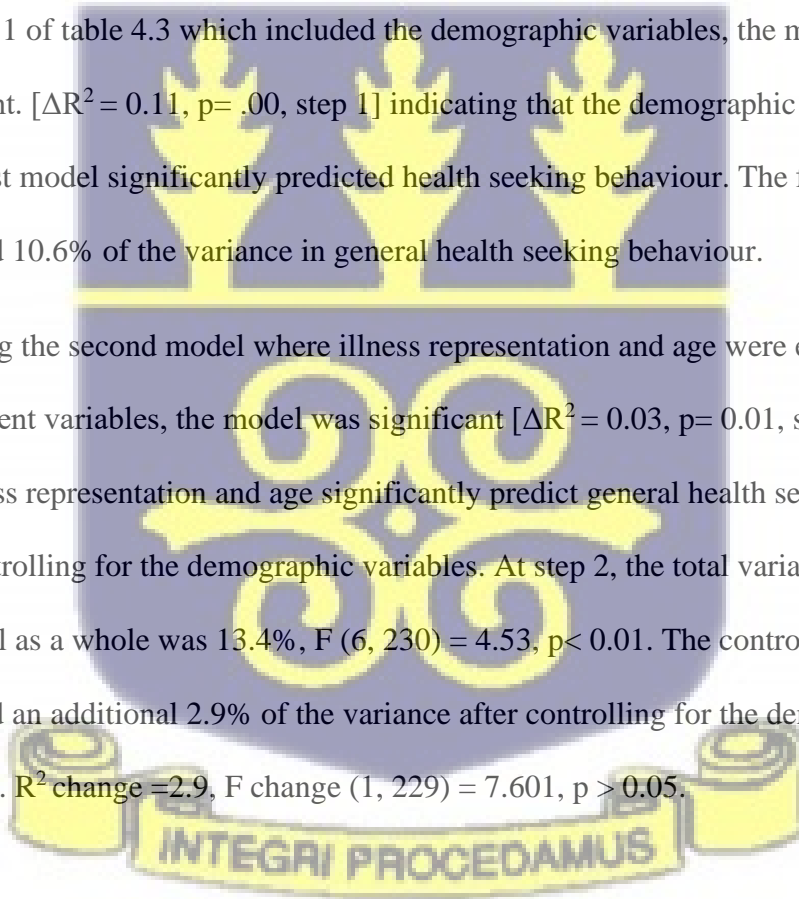 1 of table 4.3 which included the demographic variables, the m
nt. [ΔR² = 0.11, p= .00, step 1] indicating that the demographic
st model significantly predicted health seeking behaviour. The f
d 10.6% of the variance in general health seeking behaviour.
g the second model where illness representation and age were e
ent variables, the model was significant [ΔR² = 0.03, p= 0.01, s
ss representation and age significantly predict general health se
trolling for the demographic variables. At step 2, the total varia
l as a whole was 13.4%, F (6, 230) = 4.53, p< 0.01. The contro
d an additional 2.9% of the variance after controlling for the de
. R² change =2.9, F change (1, 229) = 7.601, p > 0.05.
INTEGRI PROCEDAMUS